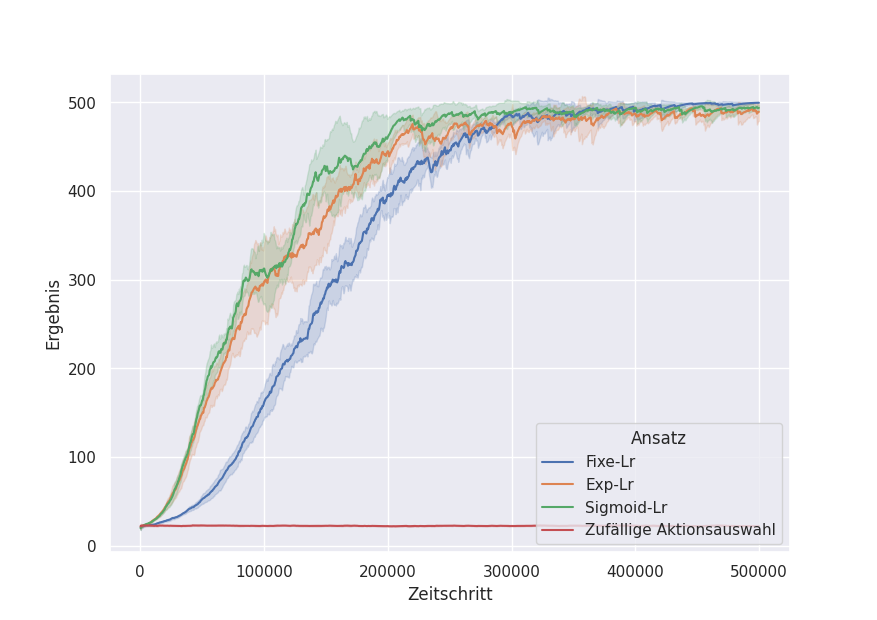 500
400
300
200
100
0
Ergebnis
Ansatz
Fixe-Lr
Exp-Lr
Sigmoid-Lr
Zufällige Aktionsauswahl
0
100000
200000
300000
400000
500000
Zeitschritt